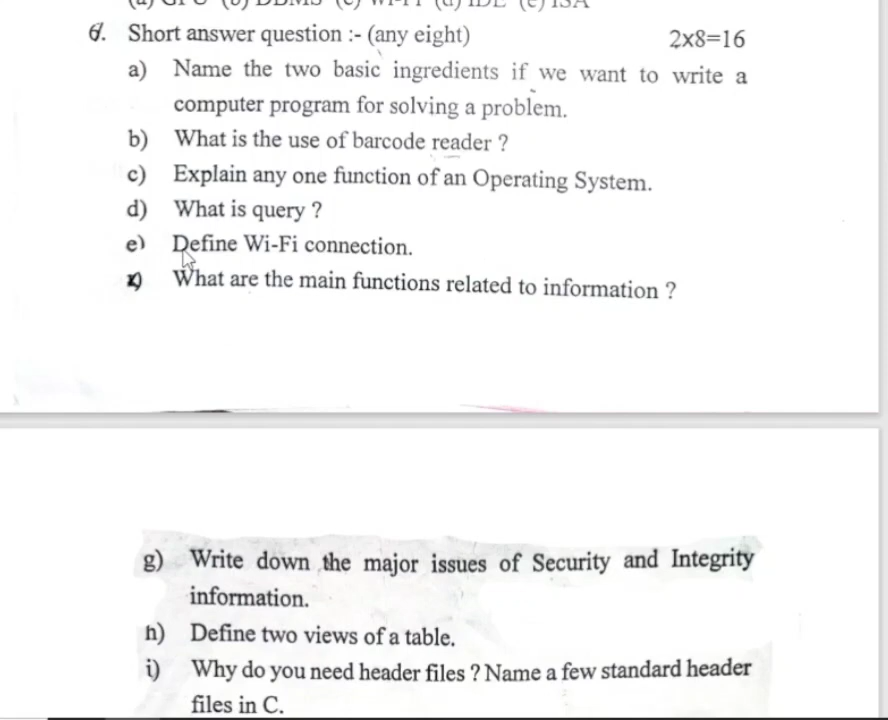 6. Short answer question :- (any eight) 2x8=16
a) Name the two basic ingredients if we want to write a
computer program for solving a problem.
b) What is the use of barcode reader ?
c) Explain any one function of an Operating System.
d) What is query ?
e) Define Wi-Fi connection.
What are the main functions related to information ?
g) Write down the major issues of Security and Integrity
information.
h) Define two views of a table.
i) Why do you need header files ? Name a few standard header
files in C.